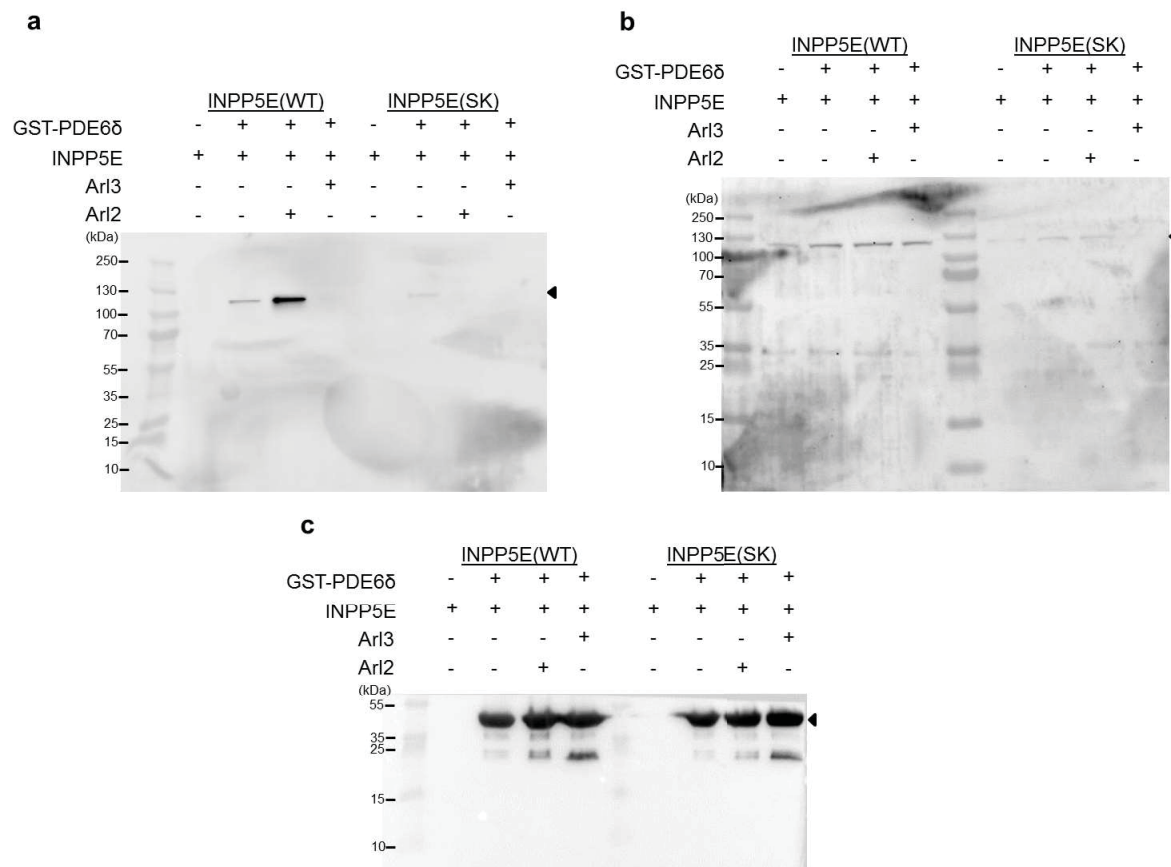 a
INPP5E(WT) INPP5E(SK)
GST-PDE6δ - + + + - + + +
INPP5E + + + + + + + +
Arl3 - - - + - - - +
Arl2 - - + - - - + -
(kDa)
250
130
100
70
55
35
25
15
10
b
INPP5E(WT) INPP5E(SK)
GST-PDE6δ - + + + - + + +
INPP5E + + + + + + + +
Arl3 - - - + - - - +
Arl2 - - + - - - + -
(kDa)
250
130
100
70
55
35
25
15
10
c
INPP5E(WT) INPP5E(SK)
GST-PDE6δ - + + + - + + +
INPP5E + + + + + + + +
Arl3 - - - + - - - +
Arl2 - - + - - - + -
(kDa)
55
35
25
15
10